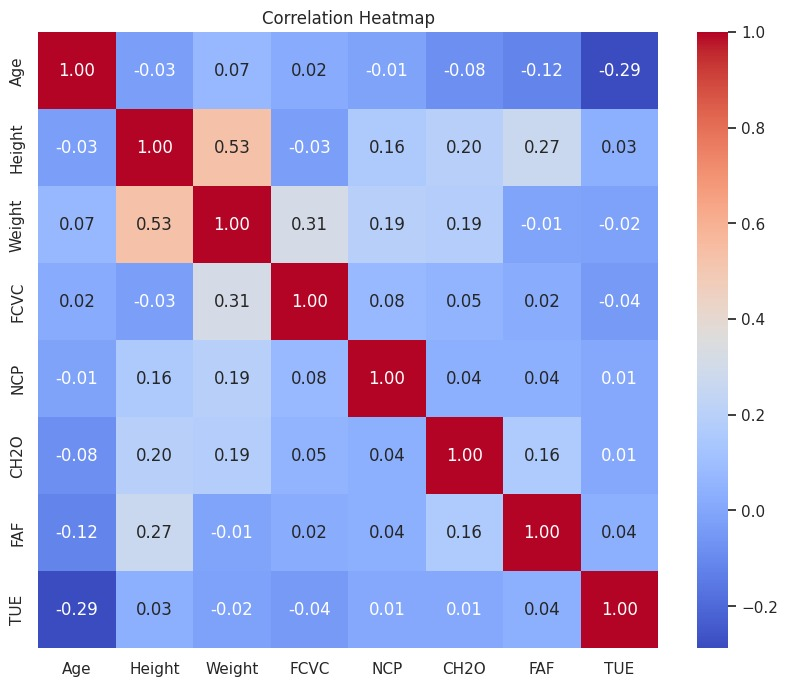 Correlation Heatmap
Age 1.00 -0.03 0.07 0.02 -0.01 -0.08 -0.12 -0.29
Height -0.03 1.00 0.53 -0.03 0.16 0.20 0.27 0.03
Weight 0.07 0.53 1.00 0.31 0.19 0.19 -0.01 -0.02
FCVC 0.02 -0.03 0.31 1.00 0.08 0.05 0.02 -0.04
NCP -0.01 0.16 0.19 0.08 1.00 0.04 0.04 0.01
CH2O -0.08 0.20 0.19 0.05 0.04 1.00 0.16 0.01
FAF -0.12 0.27 -0.01 0.02 0.04 0.16 1.00 0.04
TUE -0.29 0.03 -0.02 -0.04 0.01 0.01 0.04 1.00
Age Height Weight FCVC NCP CH2O FAF TUE
1.0
0.8
0.6
0.4
0.2
0.0
−0.2